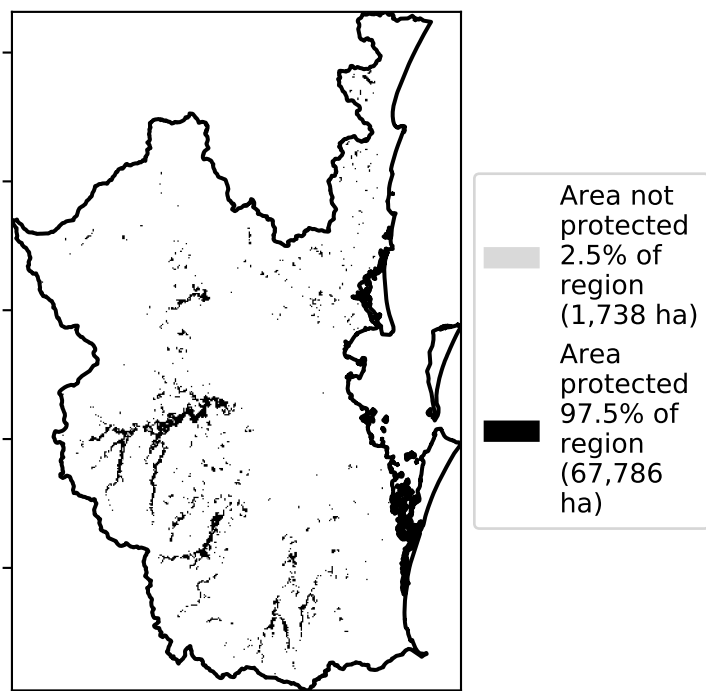 Area not
protected
2.5% of
region
(1,738 ha)
Area
protected
97.5% of
region
(67,786
ha)